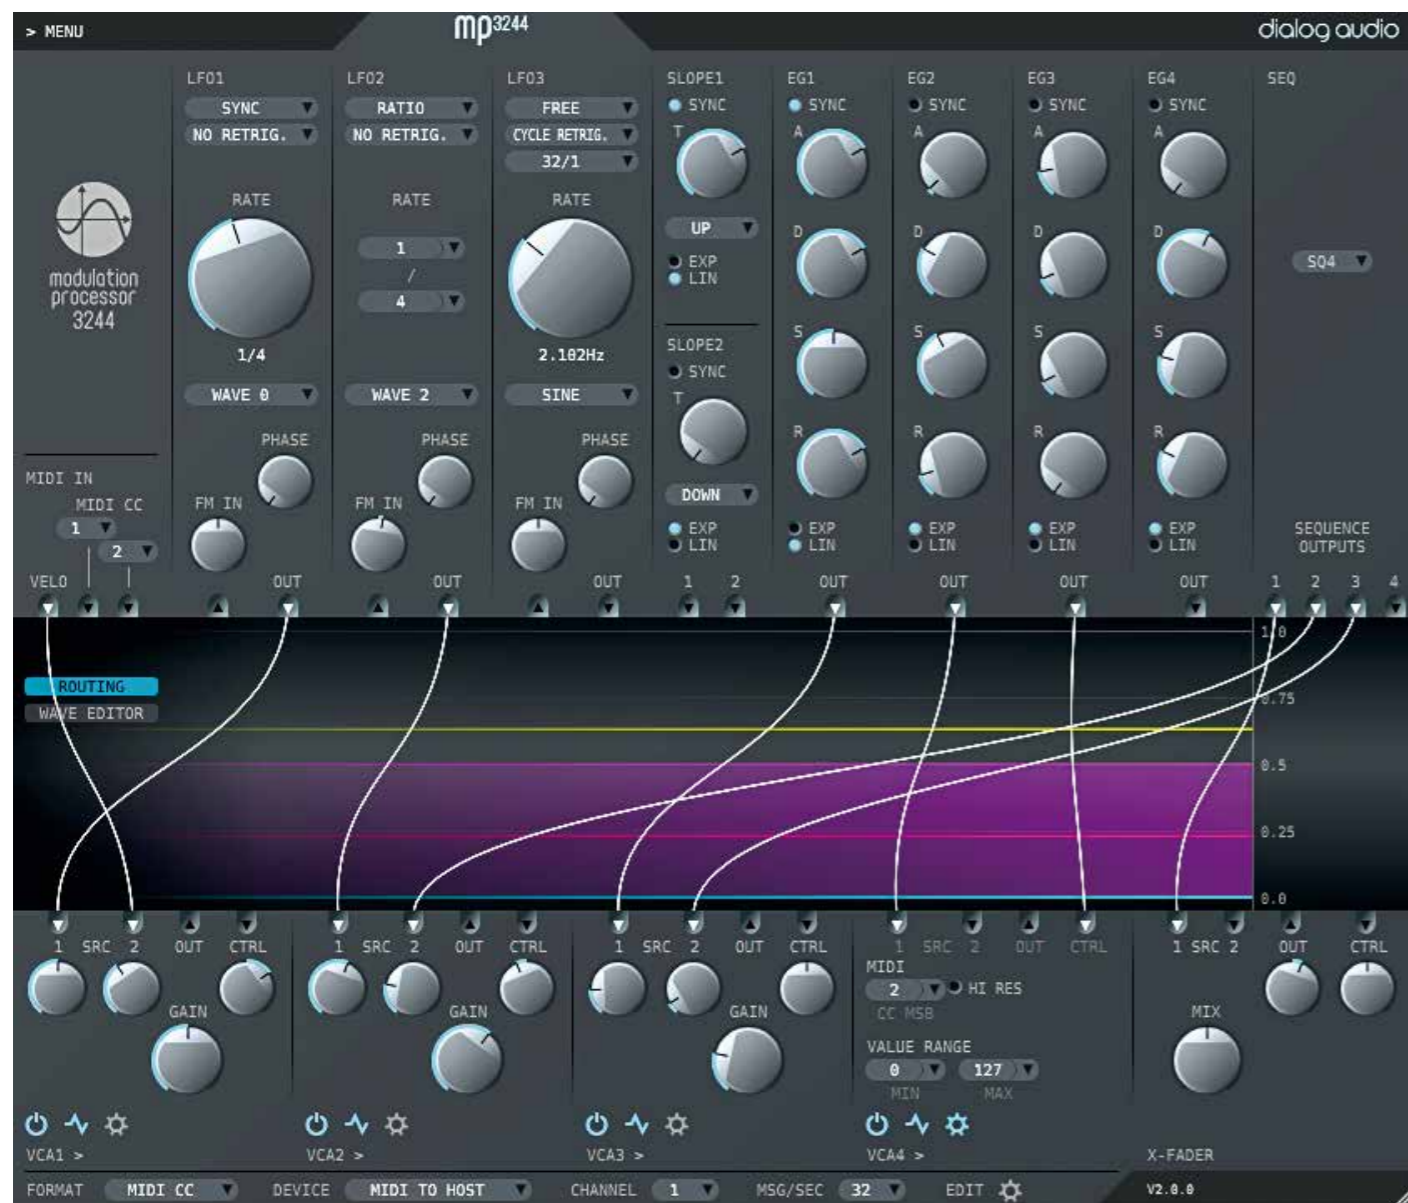 > MENU
mp3244
dialog audio
LFO1
LFO2
LFO3
SLOPE1
EG1
EG2
EG3
EG4
SEQ
SYNC
RATIO
FREE
SYNC
SYNC
SYNC
SYNC
SYNC
NO RETRIG.
NO RETRIG.
CYCLE RETRIG.
T
A
A
A
A
32/1
RATE
RATE
RATE
UP
D
D
D
D
1
/
4
EXP
LIN
SQ4
modulation
processor
3244
1/4
2.102Hz
SLOPE2
SYNC
S
S
S
S
WAVE 0
WAVE 2
SINE
T
PHASE
PHASE
PHASE
R
R
R
R
MIDI IN
MIDI CC
1
2
FM IN
FM IN
FM IN
DOWN
EXP
EXP
EXP
EXP
EXP
LIN
LIN
LIN
LIN
LIN
SEQUENCE
OUTPUTS
VELO
OUT
OUT
OUT
1
2
OUT
OUT
OUT
OUT
1
2
3
4
1.0
ROUTING
WAVE EDITOR
0.75
0.5
0.25
0.0
1 SRC 2 OUT CTRL
1 SRC 2 OUT CTRL
1 SRC 2 OUT CTRL
1 SRC 2 OUT CTRL
1 SRC 2 OUT CTRL
GAIN
GAIN
GAIN
MIDI
2
HI RES
CC MSB
VALUE RANGE
0
127
MIN
MAX
MIX
VCA1 >
VCA2 >
VCA3 >
VCA4 >
X-FADER
FORMAT MIDI CC DEVICE MIDI TO HOST CHANNEL 1 MSG/SEC 32 EDIT
V2.0.0